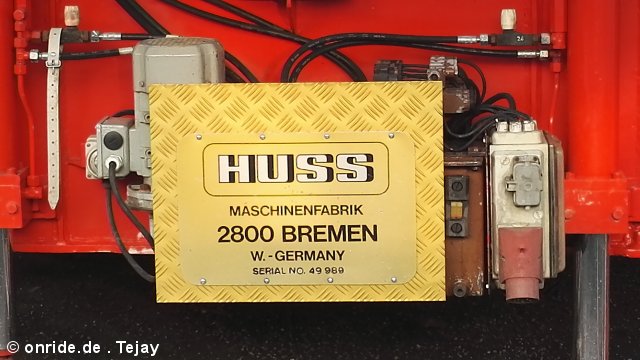 HUSS
MASCHINENFABRIK
2800 BREMEN
W.-GERMANY
SERIAL NO. 49 989
© onride.de . Tejay